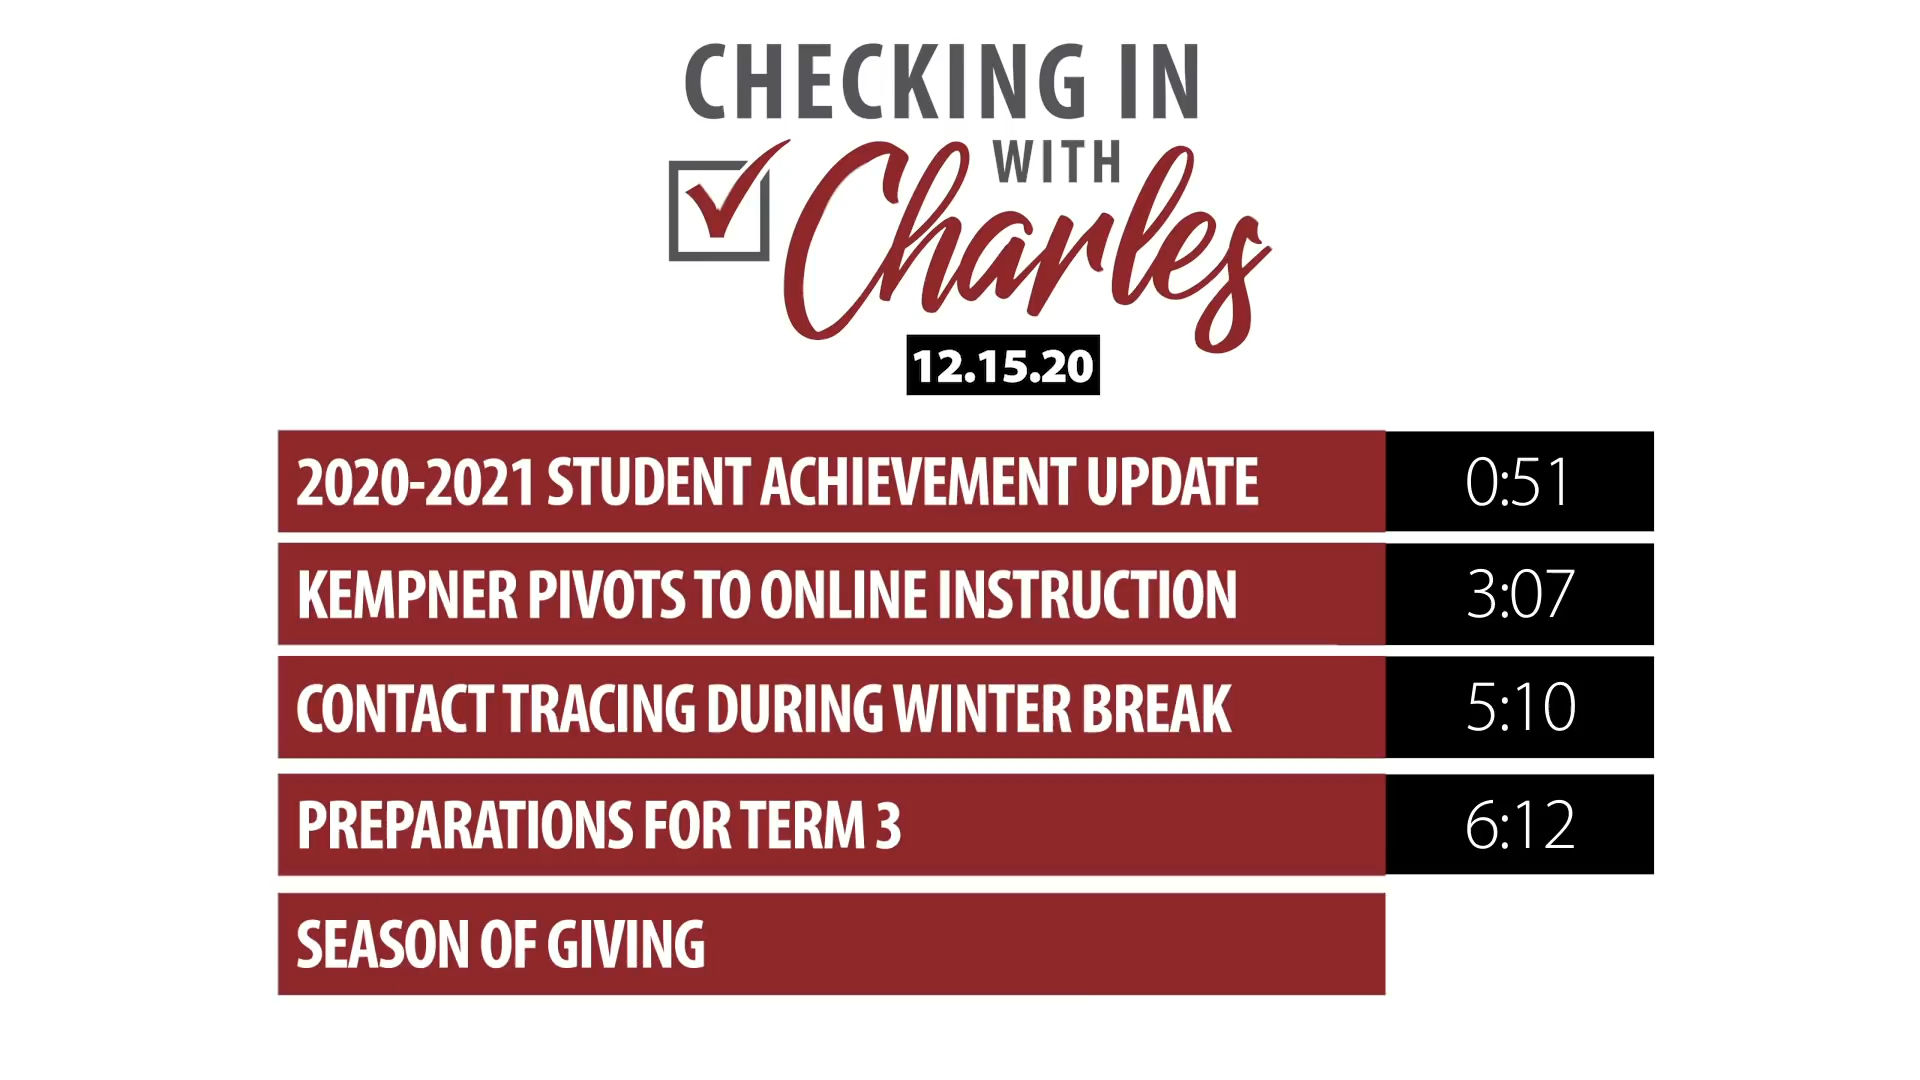 CHECKING IN
WITH
Charles
12.15.20
2020-2021 STUDENT ACHIEVEMENT UPDATE 0:51
KEMPNER PIVOTS TO ONLINE INSTRUCTION 3:07
CONTACT TRACING DURING WINTER BREAK 5:10
PREPARATIONS FOR TERM 3 6:12
SEASON OF GIVING